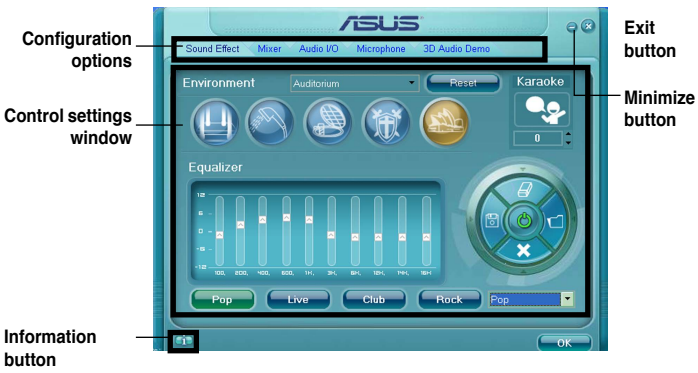 ASUS
Configuration
options
Exit
button
Sound Effect Mixer Audio I/O Microphone 3D Audio Demo
Environment Auditorium Reset Karaoke
Minimize
button
Control settings
window
0
Equalizer
12
6
0
-6
-12
100, 200, 400, 600, 1K, 3K, 6K, 12K, 14K, 16K
Pop Live Club Rock Pop
Information
button
i
OK